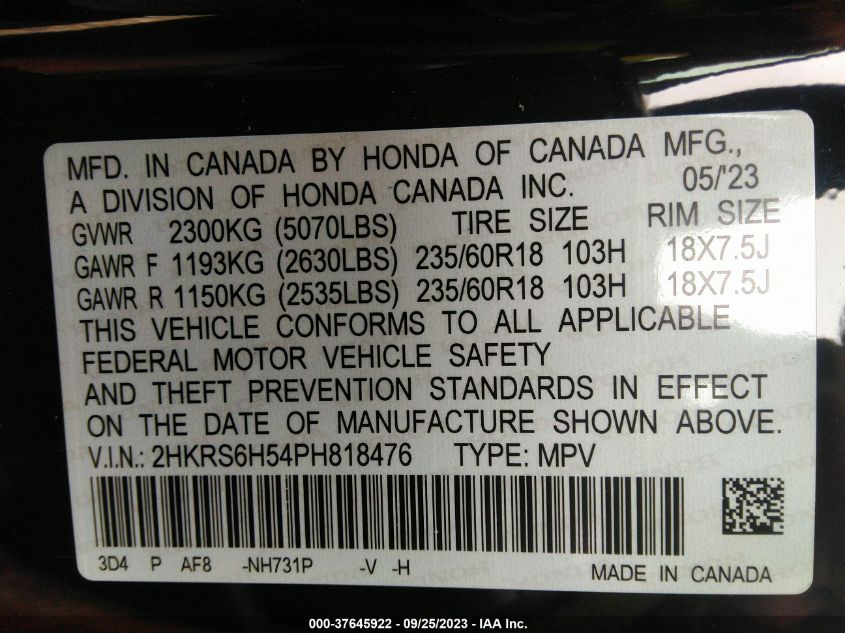 MFD. IN CANADA BY HONDA OF CANADA MFG.,
A DIVISION OF HONDA CANADA INC. 05/'23
GVWR 2300KG (5070LBS) TIRE SIZE RIM SIZE
GAWR F 1193KG (2630LBS) 235/60R18 103H 18X7.5J
GAWR R 1150KG (2535LBS) 235/60R18 103H 18X7.5J
THIS VEHICLE CONFORMS TO ALL APPLICABLE
FEDERAL MOTOR VEHICLE SAFETY
AND THEFT PREVENTION STANDARDS IN EFFECT
ON THE DATE OF MANUFACTURE SHOWN ABOVE.
V.I.N.: 2HKRS6H54PH818476 TYPE: MPV
3D4 P AF8 -NH731P -V -H
MADE IN CANADA
000-37645922 - 09/25/2023 - IAA Inc.